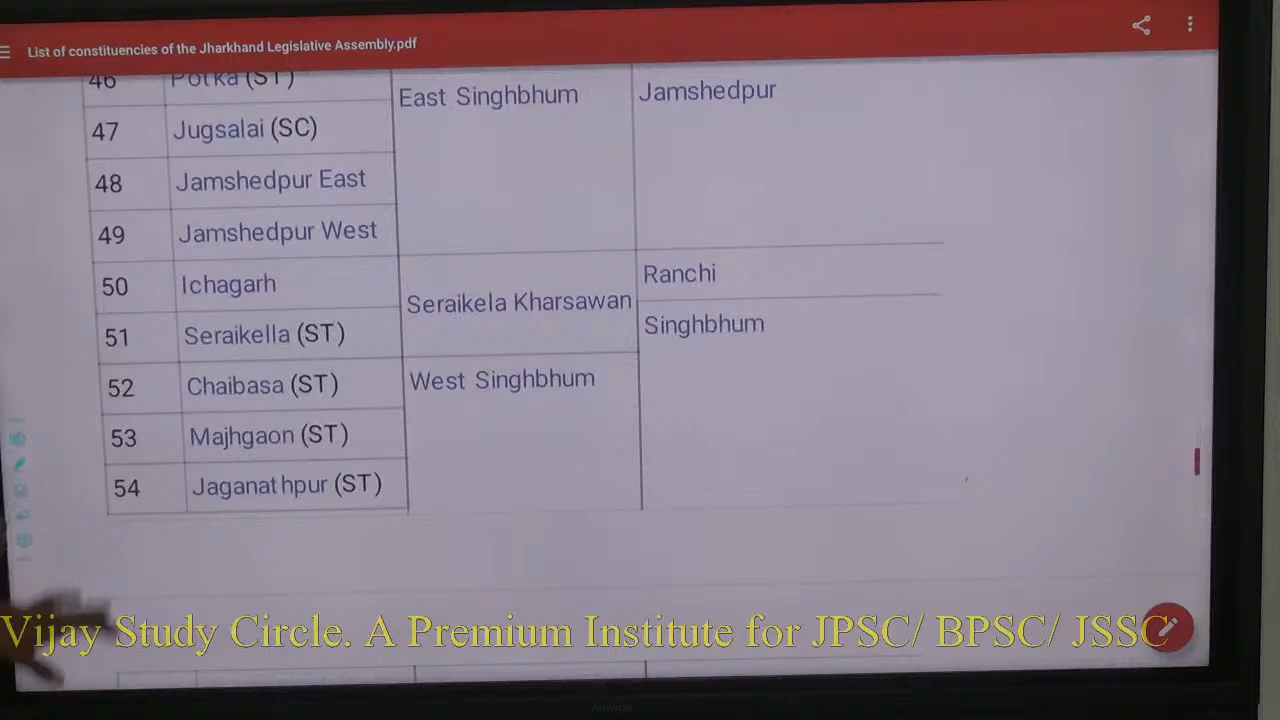 List of constituencies of the Jharkhand Legislative Assembly.pdf
46 Potka (ST) East Singhbhum Jamshedpur
47 Jugsalai (SC)
48 Jamshedpur East
49 Jamshedpur West
50 Ichagarh Seraikela Kharsawan Ranchi
51 Seraikella (ST) Singhbhum
52 Chaibasa (ST) West Singhbhum
53 Majhgaon (ST)
54 Jaganathpur (ST)
Vijay Study Circle. A Premium Institute for JPSC/ BPSC/ JSSC